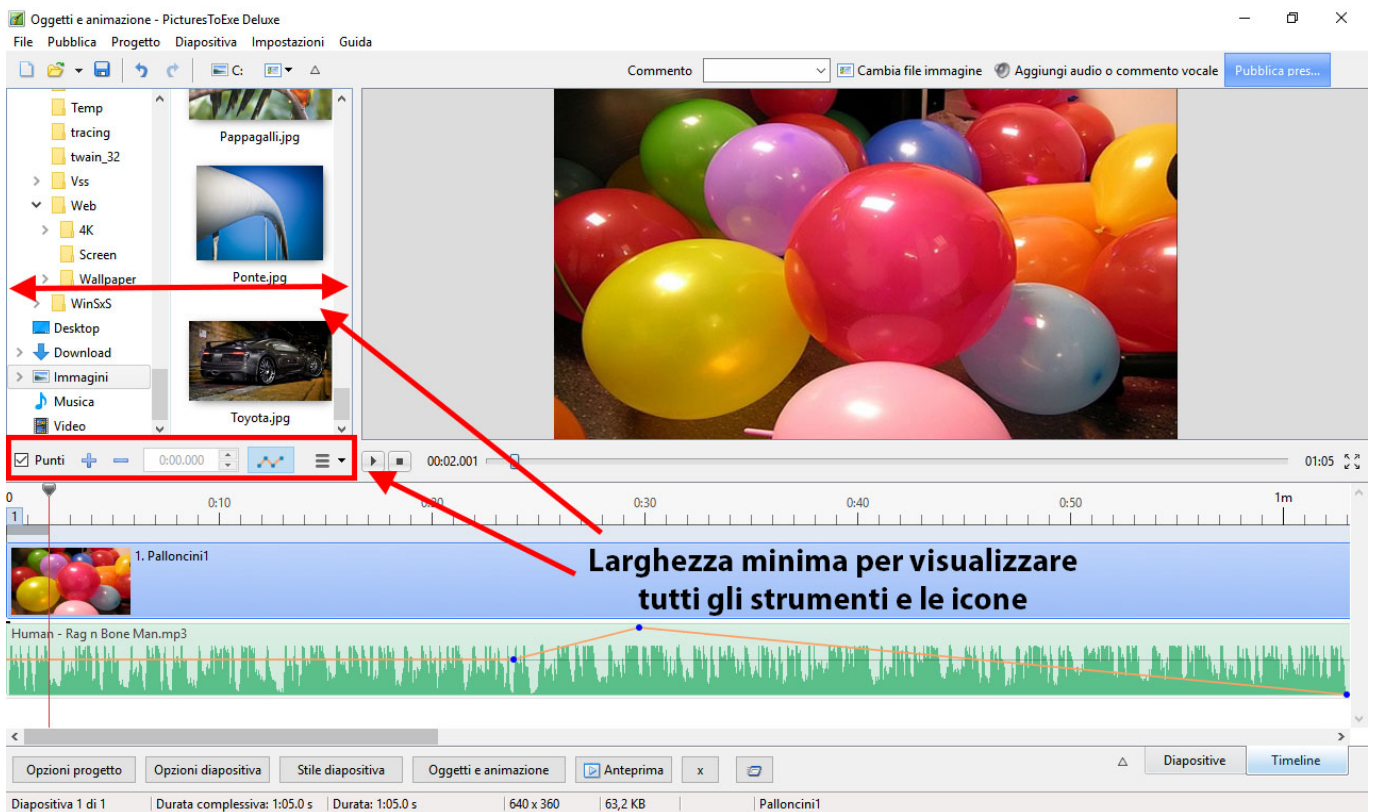 Oggetti e animazione - PicturesToExe Deluxe
File Pubblica Progetto Diapositiva Impostazioni Guida
C:
Commento
Cambia file immagine
Aggiungi audio o commento vocale
Pubblica pres...
Temp
tracing
twain_32
Vss
Web
4K
Screen
Wallpaper
WinSxS
Desktop
Download
Immagini
Musica
Video
Pappagalli.jpg
Ponte.jpg
Toyota.jpg
Punti
0:00.000
00:02.001
01:05
0 0:10 0:20 0:30 0:40 0:50 1m
1
1. Palloncini1
Larghezza minima per visualizzare
tutti gli strumenti e le icone
Human - Rag n Bone Man.mp3
Opzioni progetto Opzioni diapositiva Stile diapositiva Oggetti e animazione Anteprima x
Diapositive Timeline
Diapositiva 1 di 1 Durata complessiva: 1:05.0 s Durata: 1:05.0 s 640 x 360 63,2 KB Palloncini1